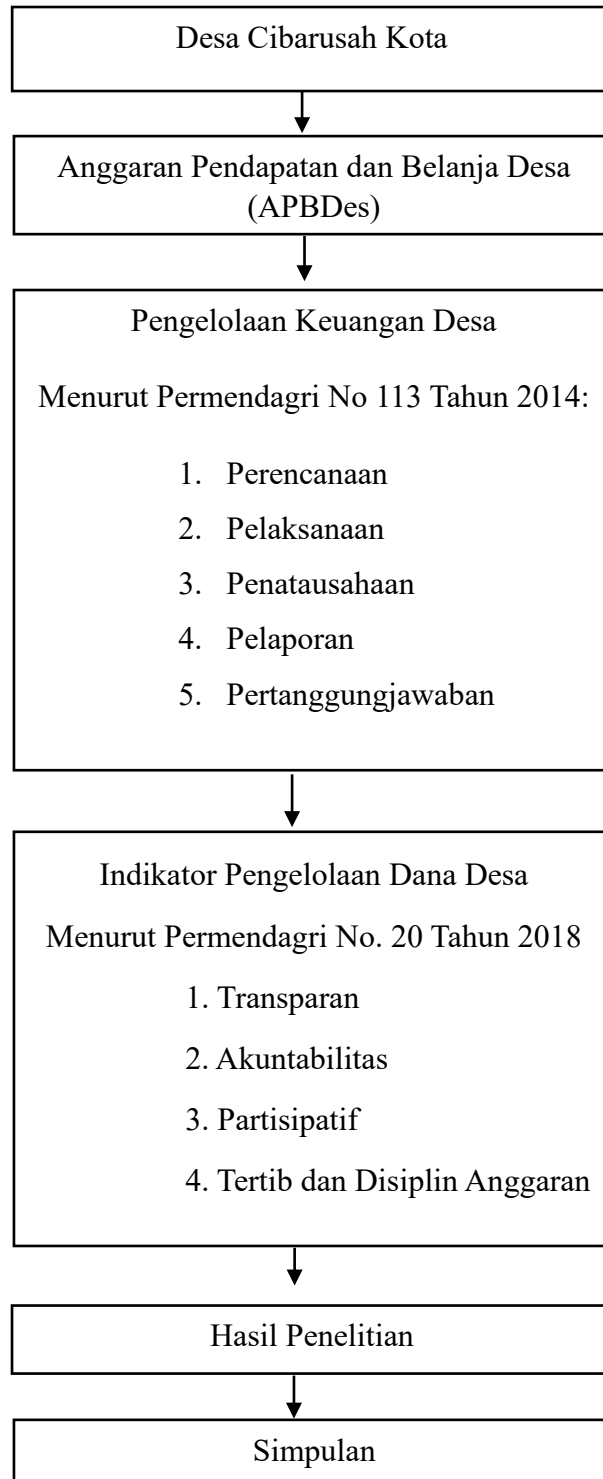 Desa Cibarusah Kota
Anggaran Pendapatan dan Belanja Desa
(APBDes)
Pengelolaan Keuangan Desa
Menurut Permendagri No 113 Tahun 2014:
1. Perencanaan
2. Pelaksanaan
3. Penatausahaan
4. Pelaporan
5. Pertanggungjawaban
Indikator Pengelolaan Dana Desa
Menurut Permendagri No. 20 Tahun 2018
1. Transparan
2. Akuntabilitas
3. Partisipatif
4. Tertib dan Disiplin Anggaran
Hasil Penelitian
Simpulan